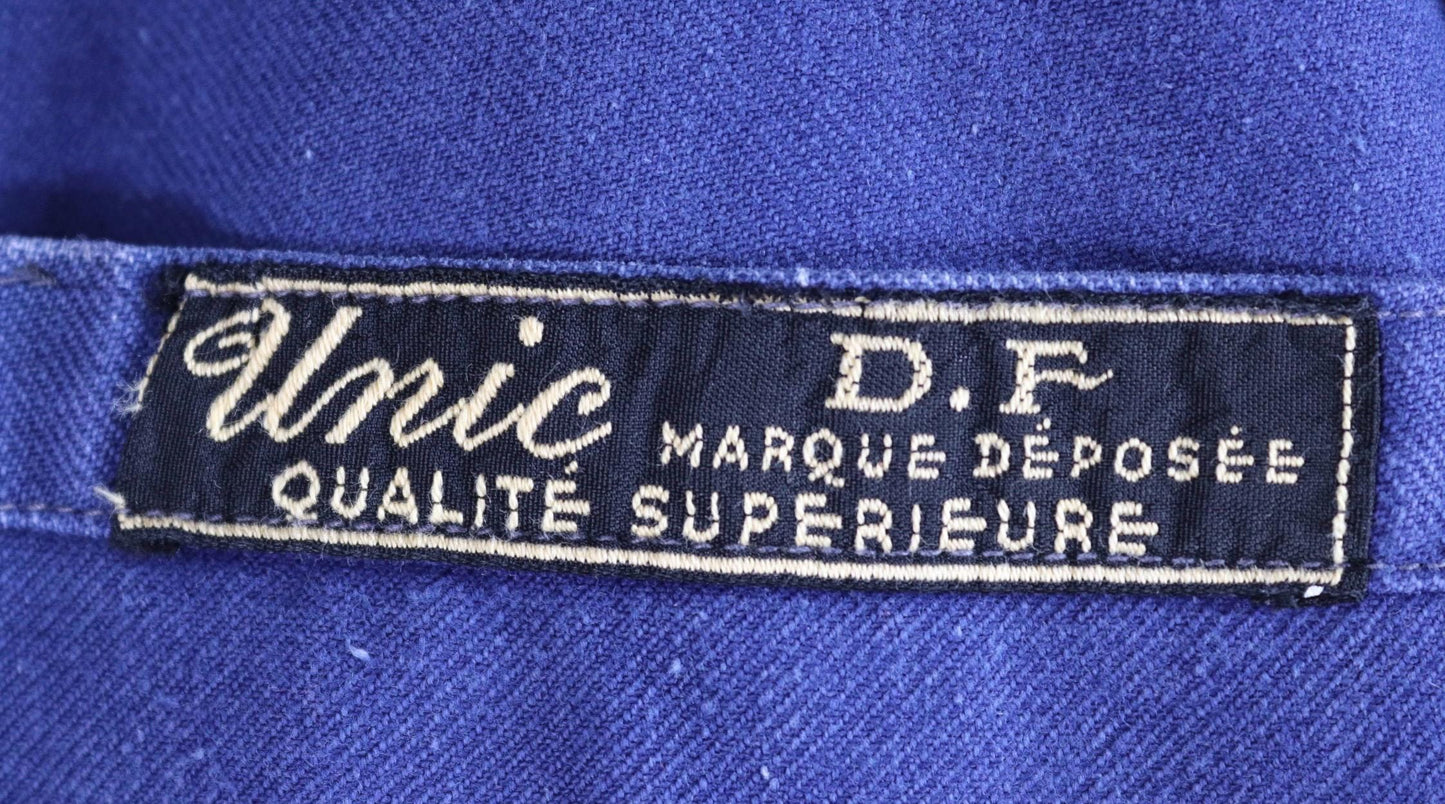 Unic D.F
MARQUE DÉPOSÉE
QUALITÉ SUPÉRIEURE